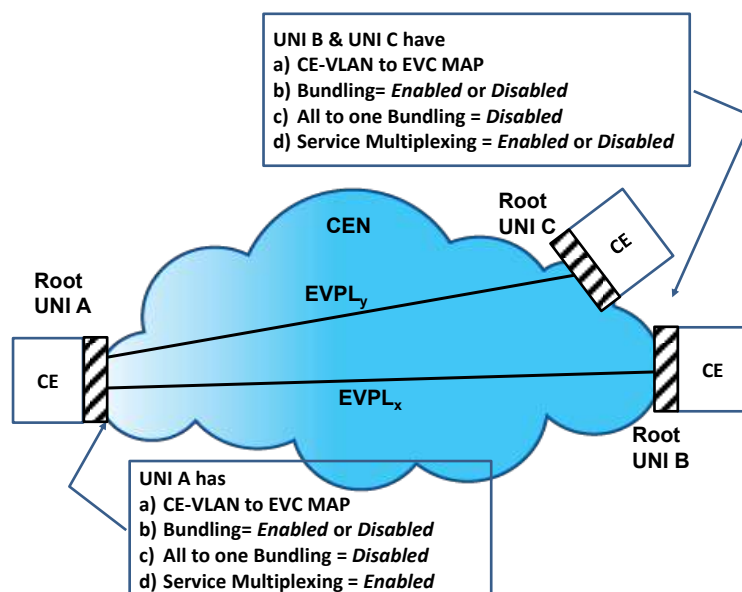 UNI B & UNI C have
a) CE-VLAN to EVC MAP
b) Bundling= Enabled or Disabled
c) All to one Bundling = Disabled
d) Service Multiplexing = Enabled or Disabled
Root
UNI C
CE
CEN
Root
UNI A
EVPLy
CE
CE
EVPLx
Root
UNI B
UNI A has
a) CE-VLAN to EVC MAP
b) Bundling= Enabled or Disabled
c) All to one Bundling = Disabled
d) Service Multiplexing = Enabled